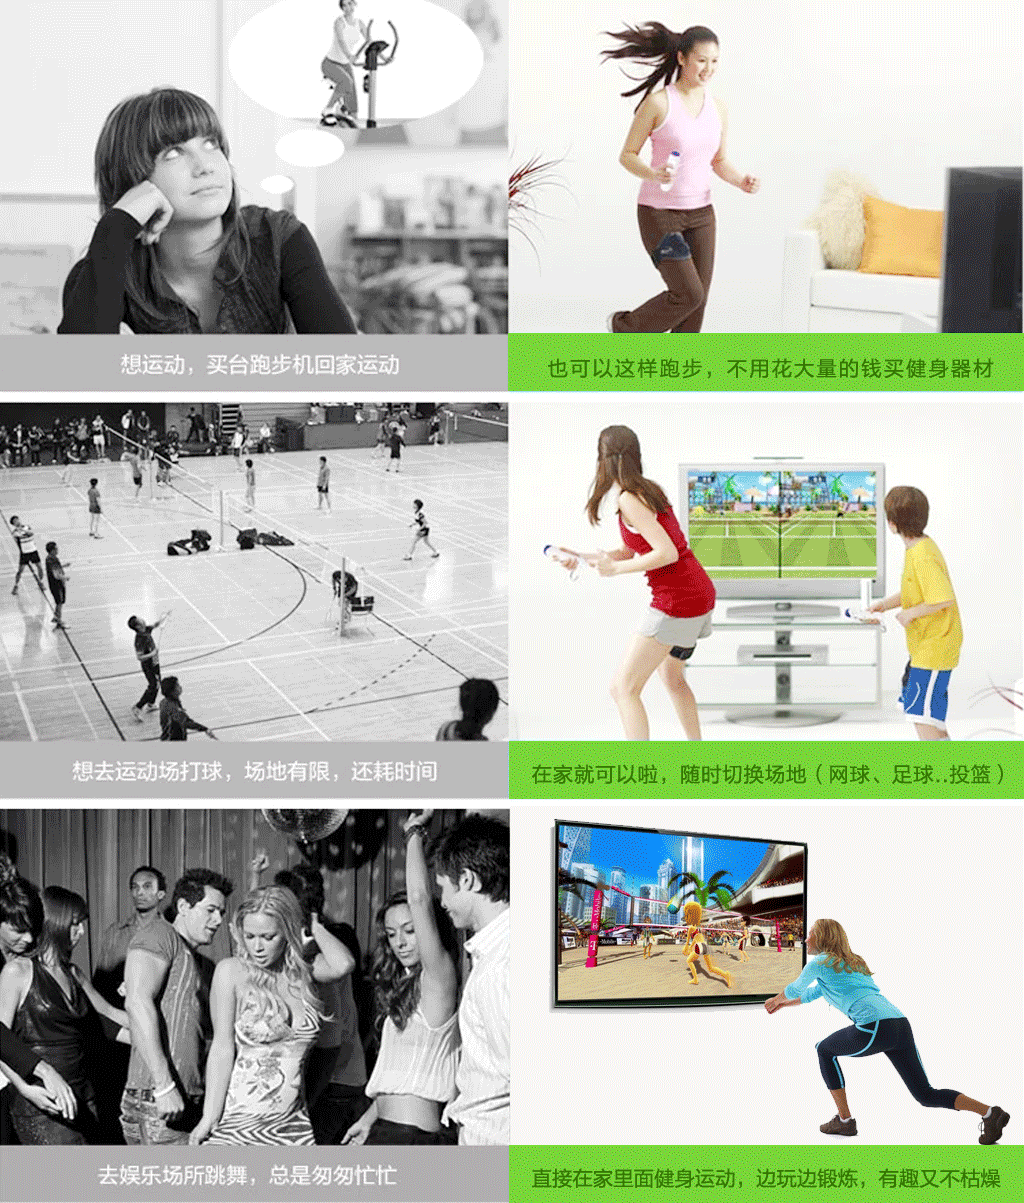 想运动，买台跑步机回家运动
也可以这样跑步，不用花大量的钱买健身器材
想去运动场打球，场地有限，还耗时间
在家就可以啦，随时切换场地（网球、足球..投篮）
去娱乐场所跳舞，总是匆匆忙忙
直接在家里面健身运动，边玩边锻炼，有趣又不枯燥